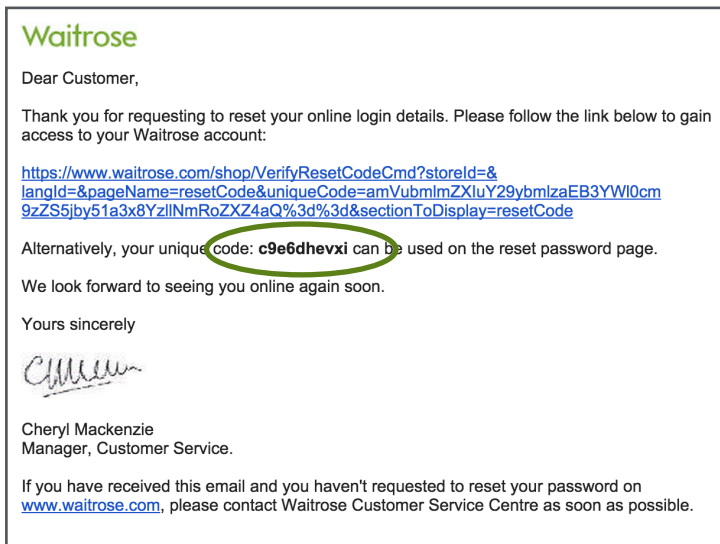 Waitrose
Dear Customer,
Thank you for requesting to reset your online login details. Please follow the link below to gain
access to your Waitrose account:
https://www.waitrose.com/shop/VerifyResetCodeCmd?storeId=&
langId=&pageName=resetCode&uniqueCode=amVubmlmZXIuY29ybmlzaEB3YWl0cm
9zZS5jby51a3x8YzllNmRoZXZ4aQ%3d%3d&sectionToDisplay=resetCode
Alternatively, your unique code: c9e6dhevxi can be used on the reset password page.
We look forward to seeing you online again soon.
Yours sincerely
Cheryl Mackenzie
Manager, Customer Service.
If you have received this email and you haven't requested to reset your password on
www.waitrose.com, please contact Waitrose Customer Service Centre as soon as possible.